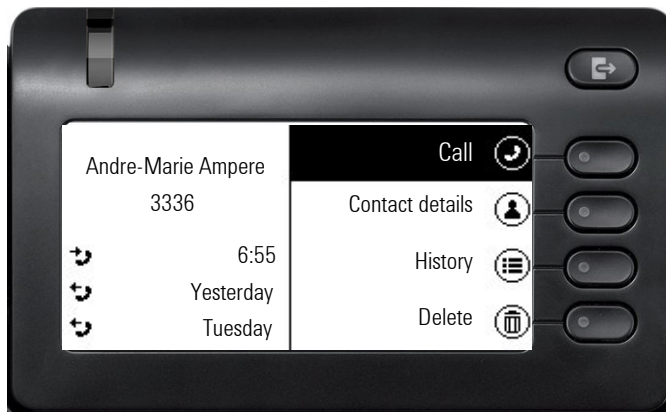 Andre-Marie Ampere
3336
6:55
Yesterday
Tuesday
Call
Contact details
History
Delete